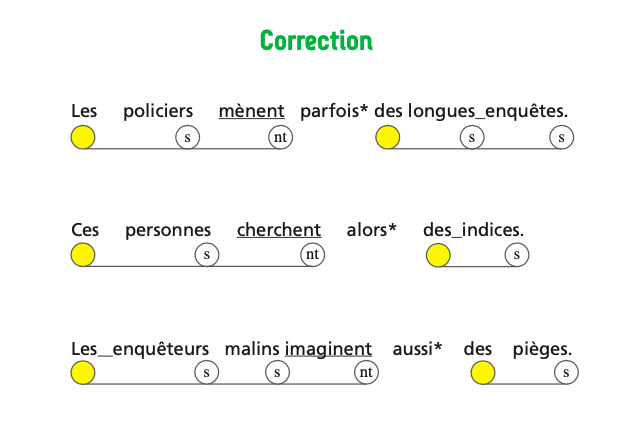 Correction
Les policiers mènent parfois* des longues_enquêtes.
s nt s s
Ces personnes cherchent alors* des_indices.
s nt s
Les__enquêteurs malins imaginent aussi* des pièges.
s s nt s